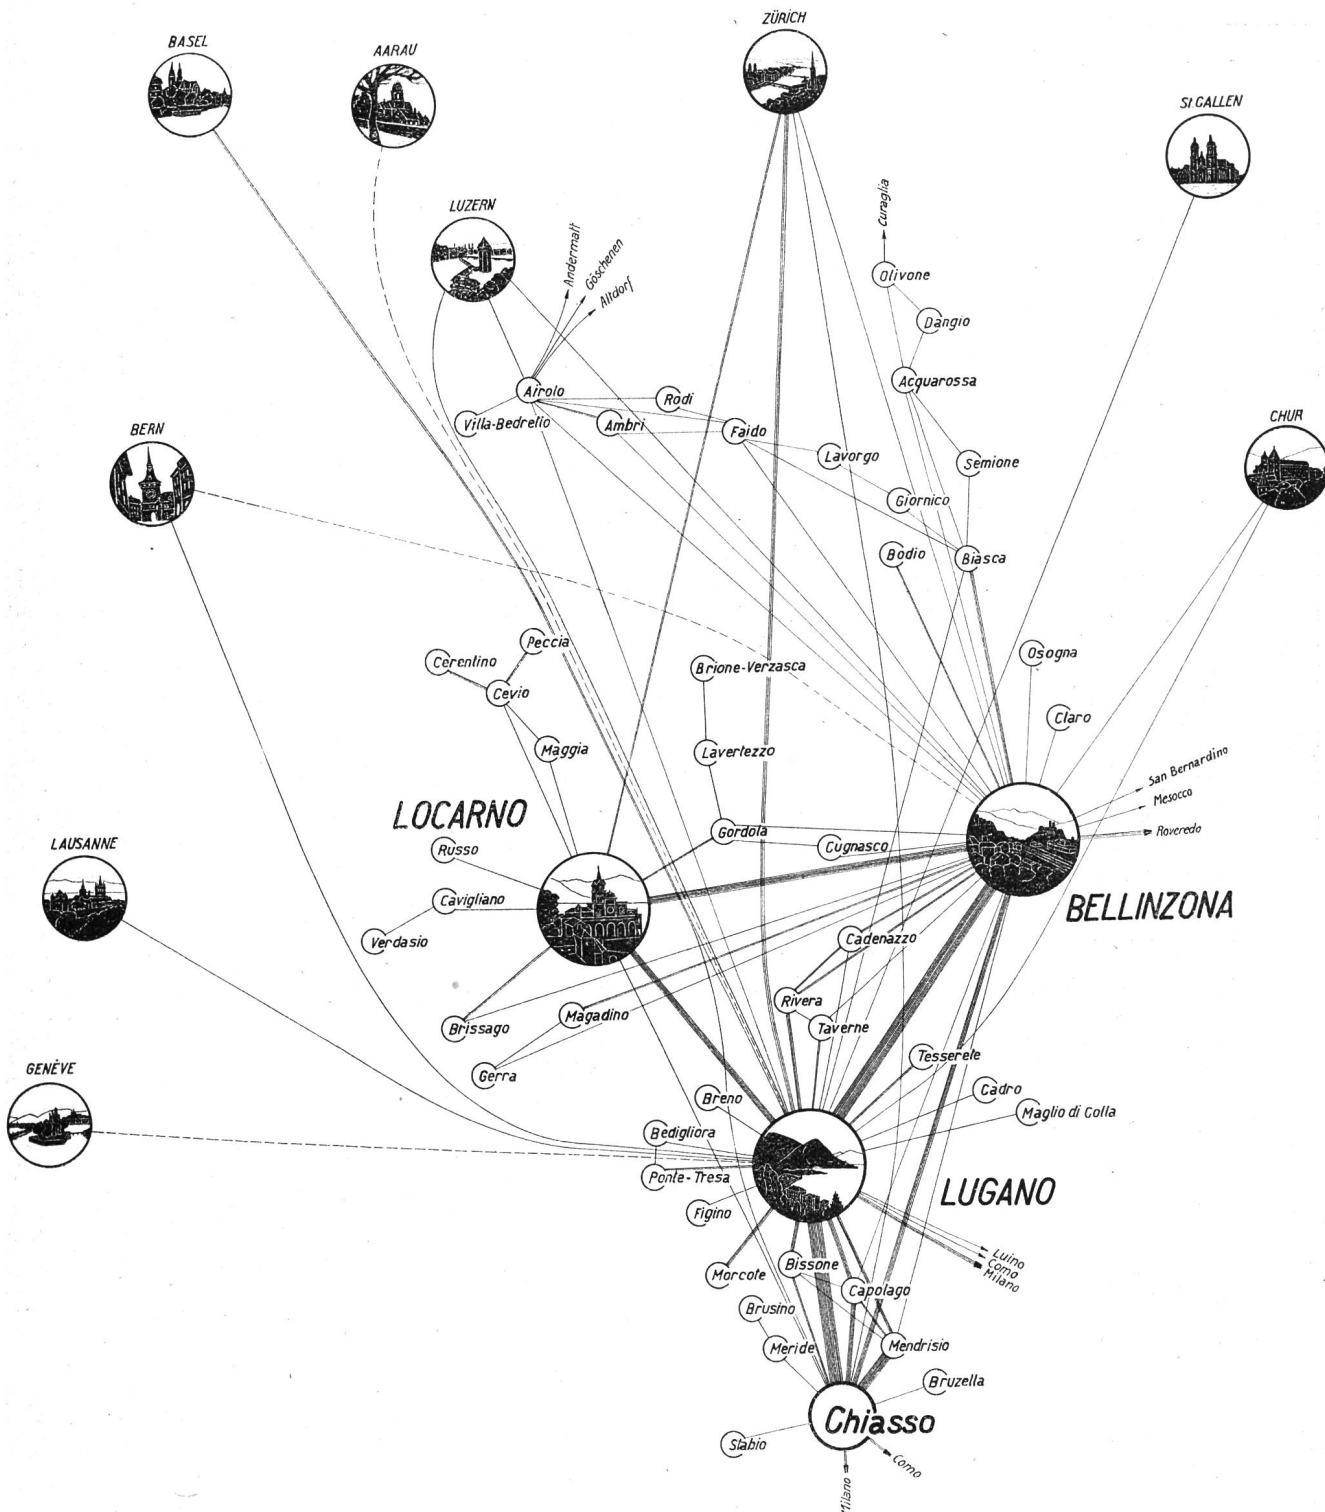 ZÜRICH
BASEL
AARAU
ST. GALLEN
LUZERN
Andermatt
Göschenen
Altdorf
Curaglia
Olivone
Dangio
Airolo
Rodi
Acquarossa
Villa-Bedretto
Ambri
Faido
CHUR
BERN
Lavorgo
Semione
Giornico
Bodio
Biasca
Peccia
Cerentino
Cevio
Brione-Verzasca
Osogna
Claro
Maggia
Lavertezzo
San Bernardino
Mesocco
Roveredo
LOCARNO
Gordola
Cugnasco
Russo
LAUSANNE
Cavigliano
Verdasio
BELLINZONA
Cadenazzo
Rivera
Brissago
Magadino
Taverne
GENÈVE
Gerra
Tesserete
Breno
Cadro
Maglio di Colla
Bedigliora
Ponte-Tresa
LUGANO
Figino
Luino
Como
Milano
Morcote
Bissone
Capolago
Brusino
Meride
Mendrisio
Bruzella
Chiasso
Stabio
Como
Milano